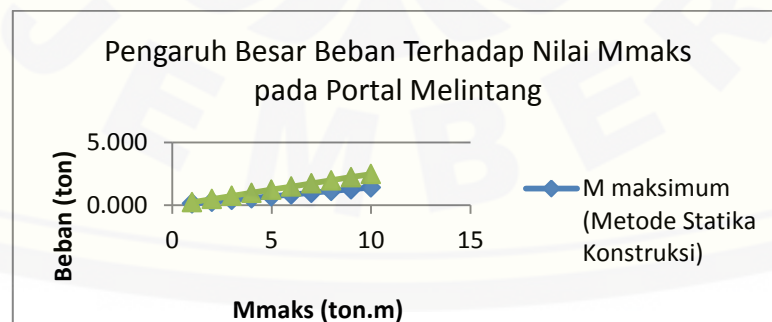 Pengaruh Besar Beban Terhadap Nilai Mmaks
pada Portal Melintang
5.000
0.000
0 5 10 15
Beban (ton)
Mmaks (ton.m)
M maksimum
(Metode Statika
Konstruksi)